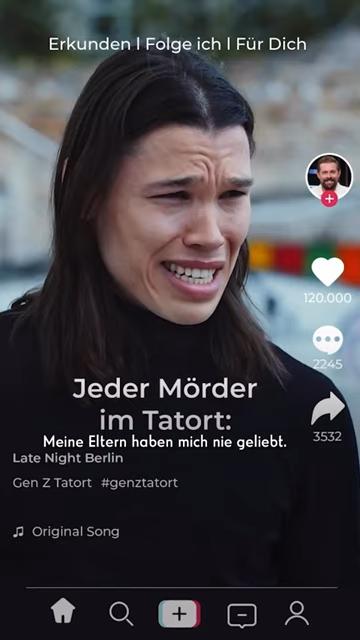 Erkunden | Folge ich | Für Dich
120.000
2245
Jeder Mörder
im Tatort:
3532
Meine Eltern haben mich nie geliebt.
Late Night Berlin
Gen Z Tatort #genztatort
Original Song